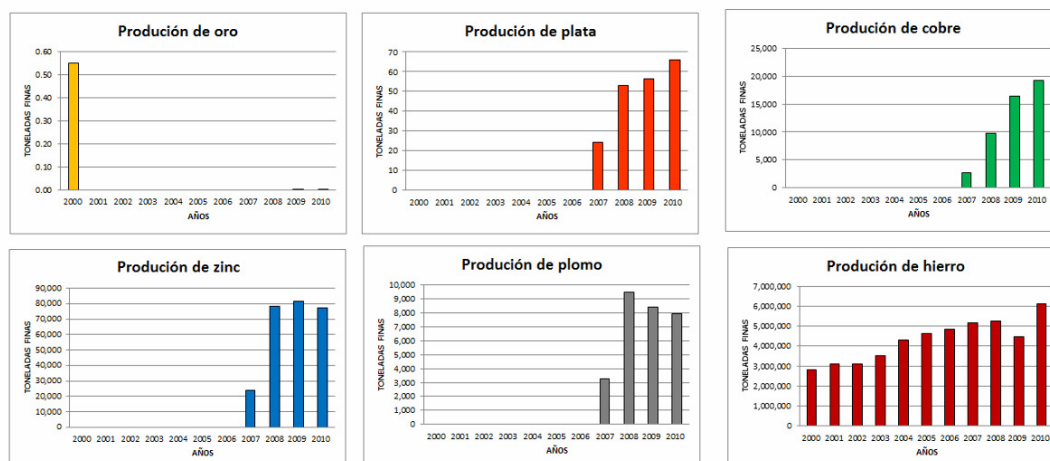 Produción de oro
TONELADAS FINAS
0.60
0.50
0.40
0.30
0.20
0.10
0.00
2000 2001 2002 2003 2004 2005 2006 2007 2008 2009 2010
AÑOS
Produción de plata
TONELADAS FINAS
70
60
50
40
30
20
10
0
2000 2001 2002 2003 2004 2005 2006 2007 2008 2009 2010
AÑOS
Produción de cobre
TONELADAS FINAS
25,000
20,000
15,000
10,000
5,000
0
2000 2001 2002 2003 2004 2005 2006 2007 2008 2009 2010
AÑOS
Produción de zinc
TONELADAS FINAS
90,000
80,000
70,000
60,000
50,000
40,000
30,000
20,000
10,000
0
2000 2001 2002 2003 2004 2005 2006 2007 2008 2009 2010
AÑOS
Produción de plomo
TONELADAS FINAS
10,000
9,000
8,000
7,000
6,000
5,000
4,000
3,000
2,000
1,000
0
2000 2001 2002 2003 2004 2005 2006 2007 2008 2009 2010
AÑOS
Produción de hierro
TONELADAS FINAS
7,000,000
6,000,000
5,000,000
4,000,000
3,000,000
2,000,000
1,000,000
0
2000 2001 2002 2003 2004 2005 2006 2007 2008 2009 2010
AÑOS